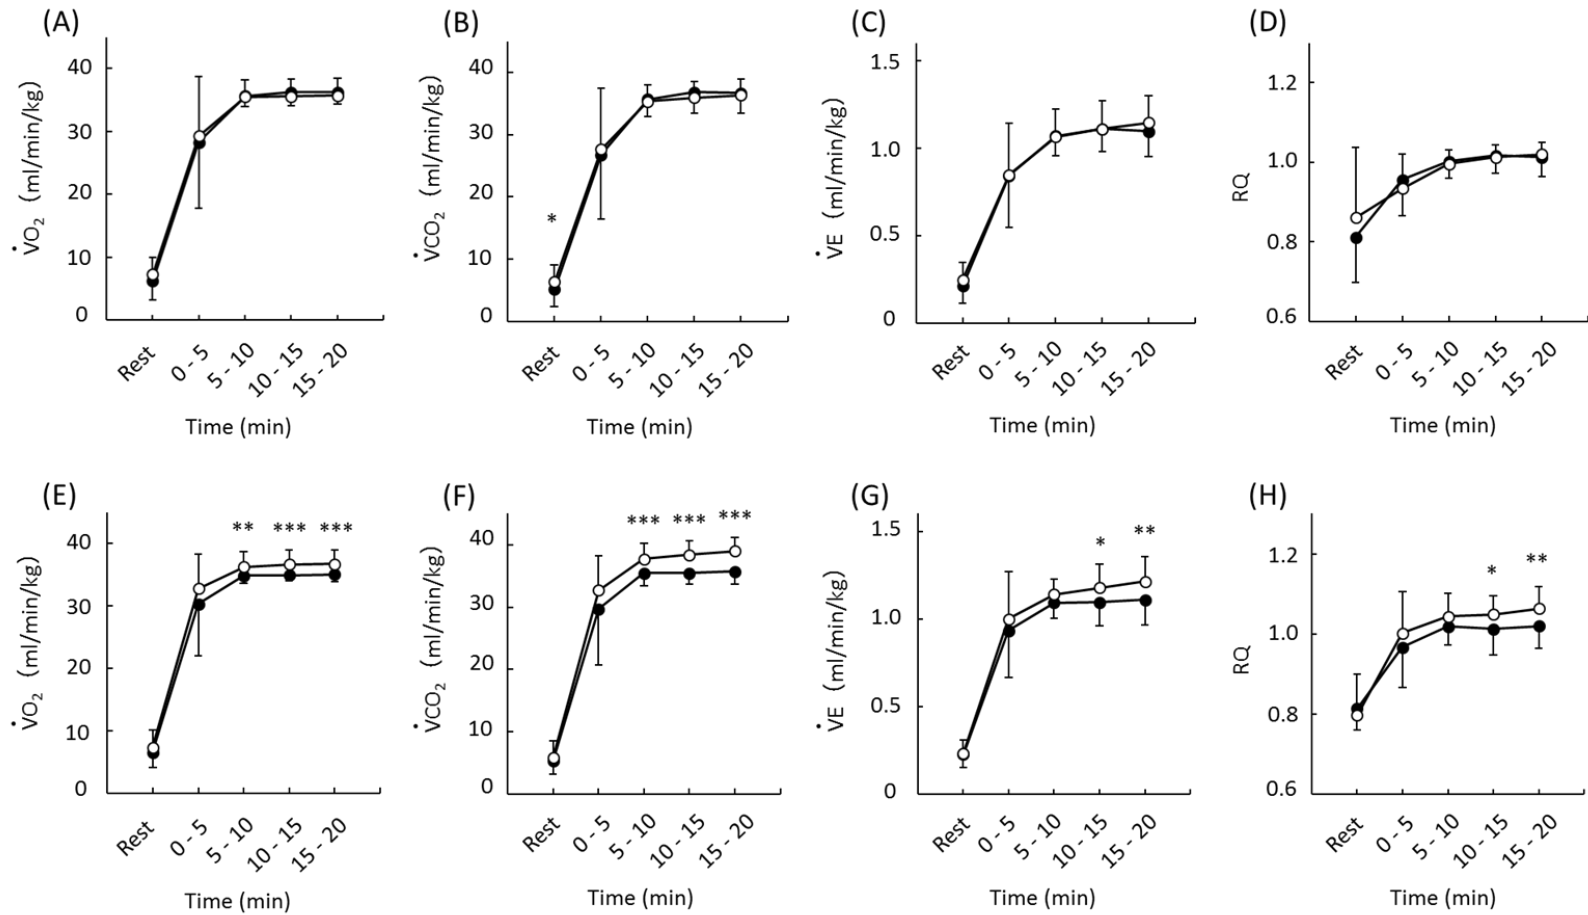 (A)
V̇O2 (ml/min/kg)
40
30
20
10
0
Rest
0 - 5
5 - 10
10 - 15
15 - 20
Time (min)
(B)
V̇CO2 (ml/min/kg)
40
30
20
10
0
*
Rest
0 - 5
5 - 10
10 - 15
15 - 20
Time (min)
(C)
V̇E (ml/min/kg)
1.5
1.0
0.5
0
Rest
0 - 5
5 - 10
10 - 15
15 - 20
Time (min)
(D)
RQ
1.2
1.0
0.8
0.6
Rest
0 - 5
5 - 10
10 - 15
15 - 20
Time (min)
(E)
V̇O2 (ml/min/kg)
40
30
20
10
0
** *** ***
Rest
0 - 5
5 - 10
10 - 15
15 - 20
Time (min)
(F)
V̇CO2 (ml/min/kg)
40
30
20
10
0
*** *** ***
Rest
0 - 5
5 - 10
10 - 15
15 - 20
Time (min)
(G)
V̇E (ml/min/kg)
1.5
1.0
0.5
0
* **
Rest
0 - 5
5 - 10
10 - 15
15 - 20
Time (min)
(H)
RQ
1.2
1.0
0.8
0.6
* **
Rest
0 - 5
5 - 10
10 - 15
15 - 20
Time (min)